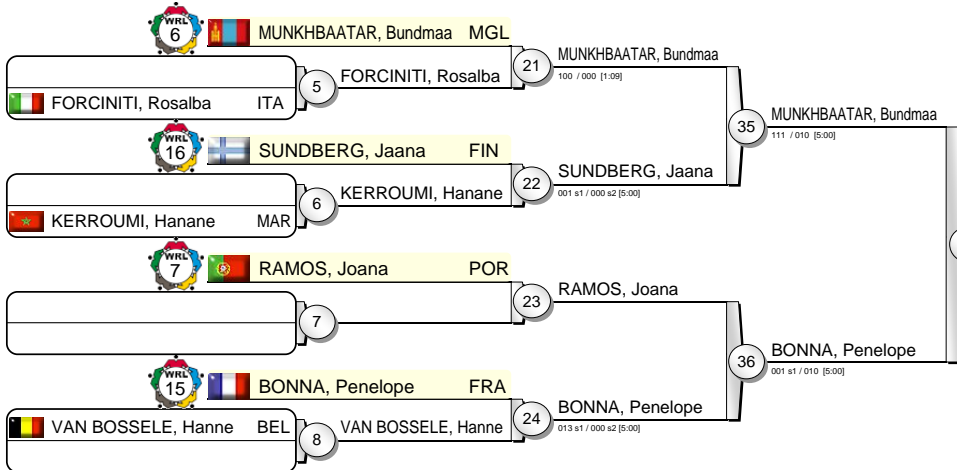 WRL
6
MUNKHBAATAR, Bundmaa MGL
21
MUNKHBAATAR, Bundmaa
100 / 000 [1:09]
5
FORCINITI, Rosalba
FORCINITI, Rosalba ITA
35
MUNKHBAATAR, Bundmaa
111 / 010 [5:00]
WRL
16
SUNDBERG, Jaana FIN
22
SUNDBERG, Jaana
001 s1 / 000 s2 [5:00]
6
KERROUMI, Hanane
KERROUMI, Hanane MAR
WRL
7
RAMOS, Joana POR
23
RAMOS, Joana
7
36
BONNA, Penelope
001 s1 / 010 [5:00]
WRL
15
BONNA, Penelope FRA
24
BONNA, Penelope
013 s1 / 000 s2 [5:00]
VAN BOSSELE, Hanne BEL
8
VAN BOSSELE, Hanne